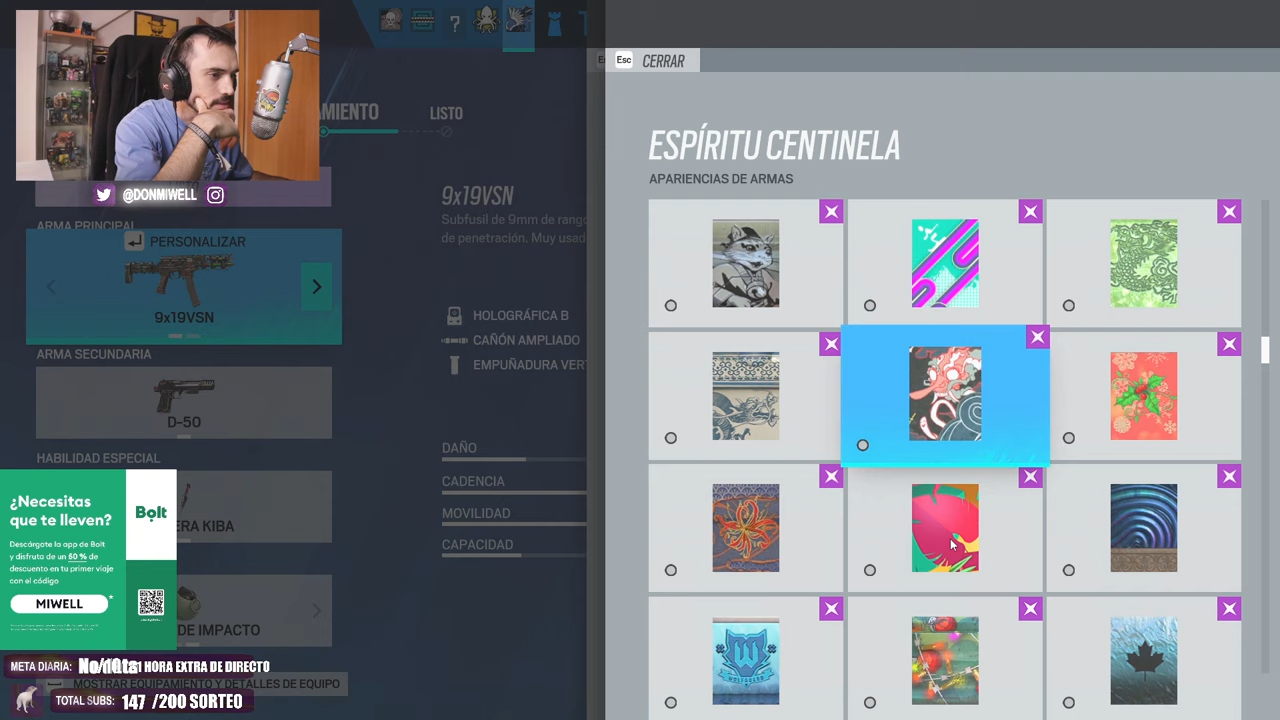 @DONMIWELL
?
AMIENTO
LISTO
ARMA PRINCIPAL
PERSONALIZAR
9x19VSN
ARMA SECUNDARIA
D-50
HABILIDAD ESPECIAL
ERA KIBA
DE IMPACTO
MOSTRAR EQUIPAMIENTO Y DETALLES DE EQUIPO
9x19VSN
Subfusil de 9mm de rango
de penetración. Muy usad
HOLOGRÁFICA B
CAÑÓN AMPLIADO
EMPUÑADURA VER
DAÑO
CADENCIA
MOVILIDAD
CAPACIDAD
Esc CERRAR
ESPÍRITU CENTINELA
APARIENCIAS DE ARMAS
W
¿Necesitas
que te lleven?
Descárgate la app de Bolt
y disfruta de un 50 % de
descuento en tu primer viaje
con el código
MIWELL*
Bolt
META DIARIA:
1 HORA EXTRA DE DIRECTO
TOTAL SUBS: 147 /200 SORTEO